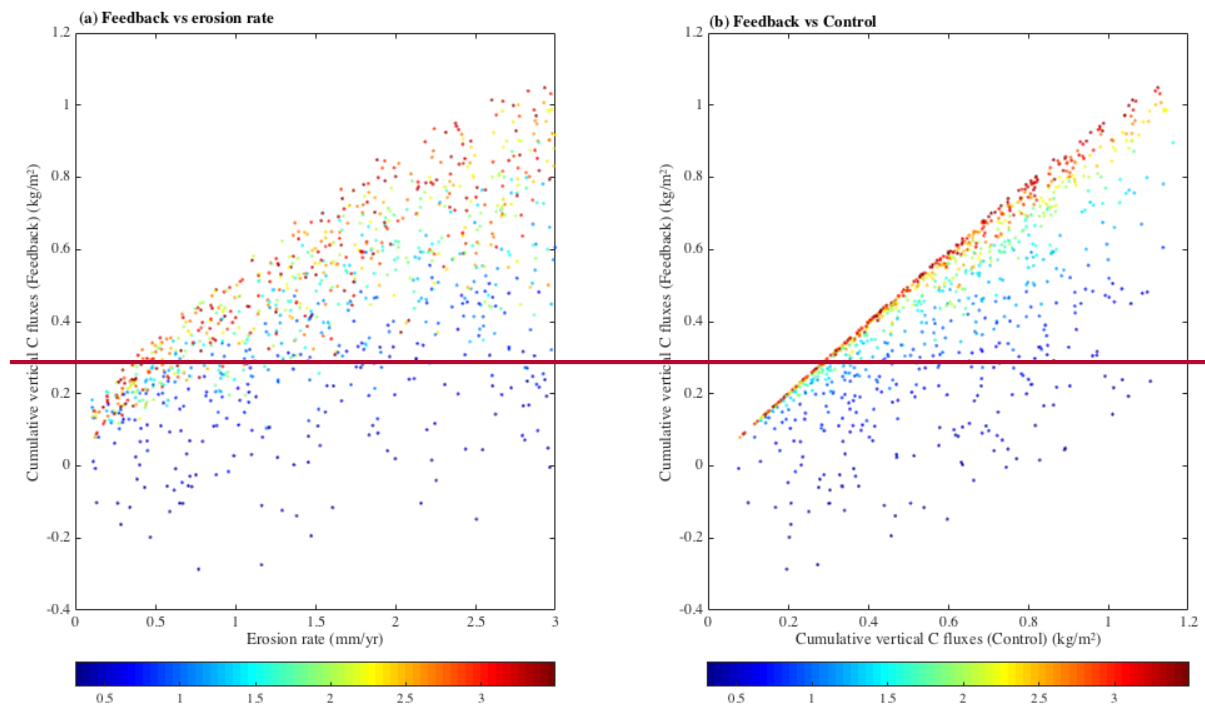 (a) Feedback vs erosion rate
1.2
1
0.8
0.6
0.4
0.2
0
-0.2
-0.4
Cumulative vertical C fluxes (Feedback) (kg/m²)
0 0.5 1 1.5 2 2.5 3
Erosion rate (mm/yr)
0.5 1 1.5 2 2.5 3
(b) Feedback vs Control
1.2
1
0.8
0.6
0.4
0.2
0
-0.2
-0.4
Cumulative vertical C fluxes (Feedback) (kg/m²)
0 0.2 0.4 0.6 0.8 1 1.2
Cumulative vertical C fluxes (Control) (kg/m²)
0.5 1 1.5 2 2.5 3